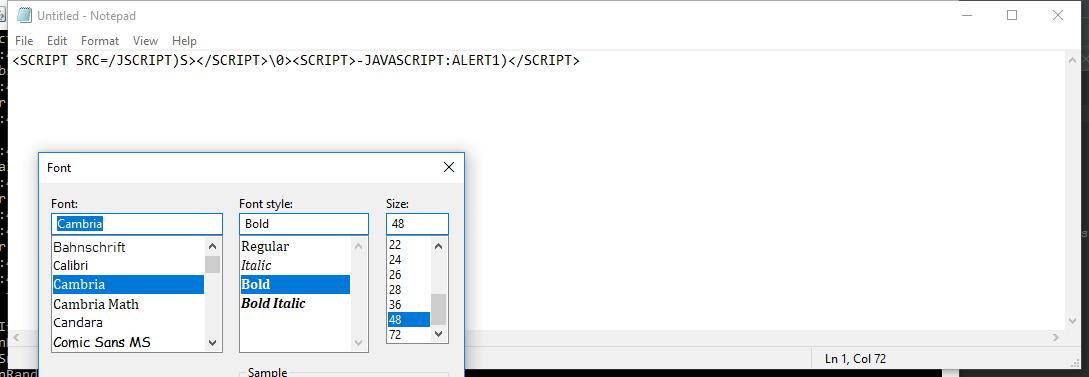 Untitled - Notepad
File Edit Format View Help
<SCRIPT SRC=/JSCRIPT)S></SCRIPT>\0><SCRIPT>-JAVASCRIPT:ALERT1)</SCRIPT>
Font
Font: Font style: Size:
Cambria Bold 48
Bahnschrift Regular 22
Calibri Italic 24
Cambria Bold 26
Cambria Math Bold Italic 28
Candara 36
Comic Sans MS 48
72
Ln 1, Col 72
Sample